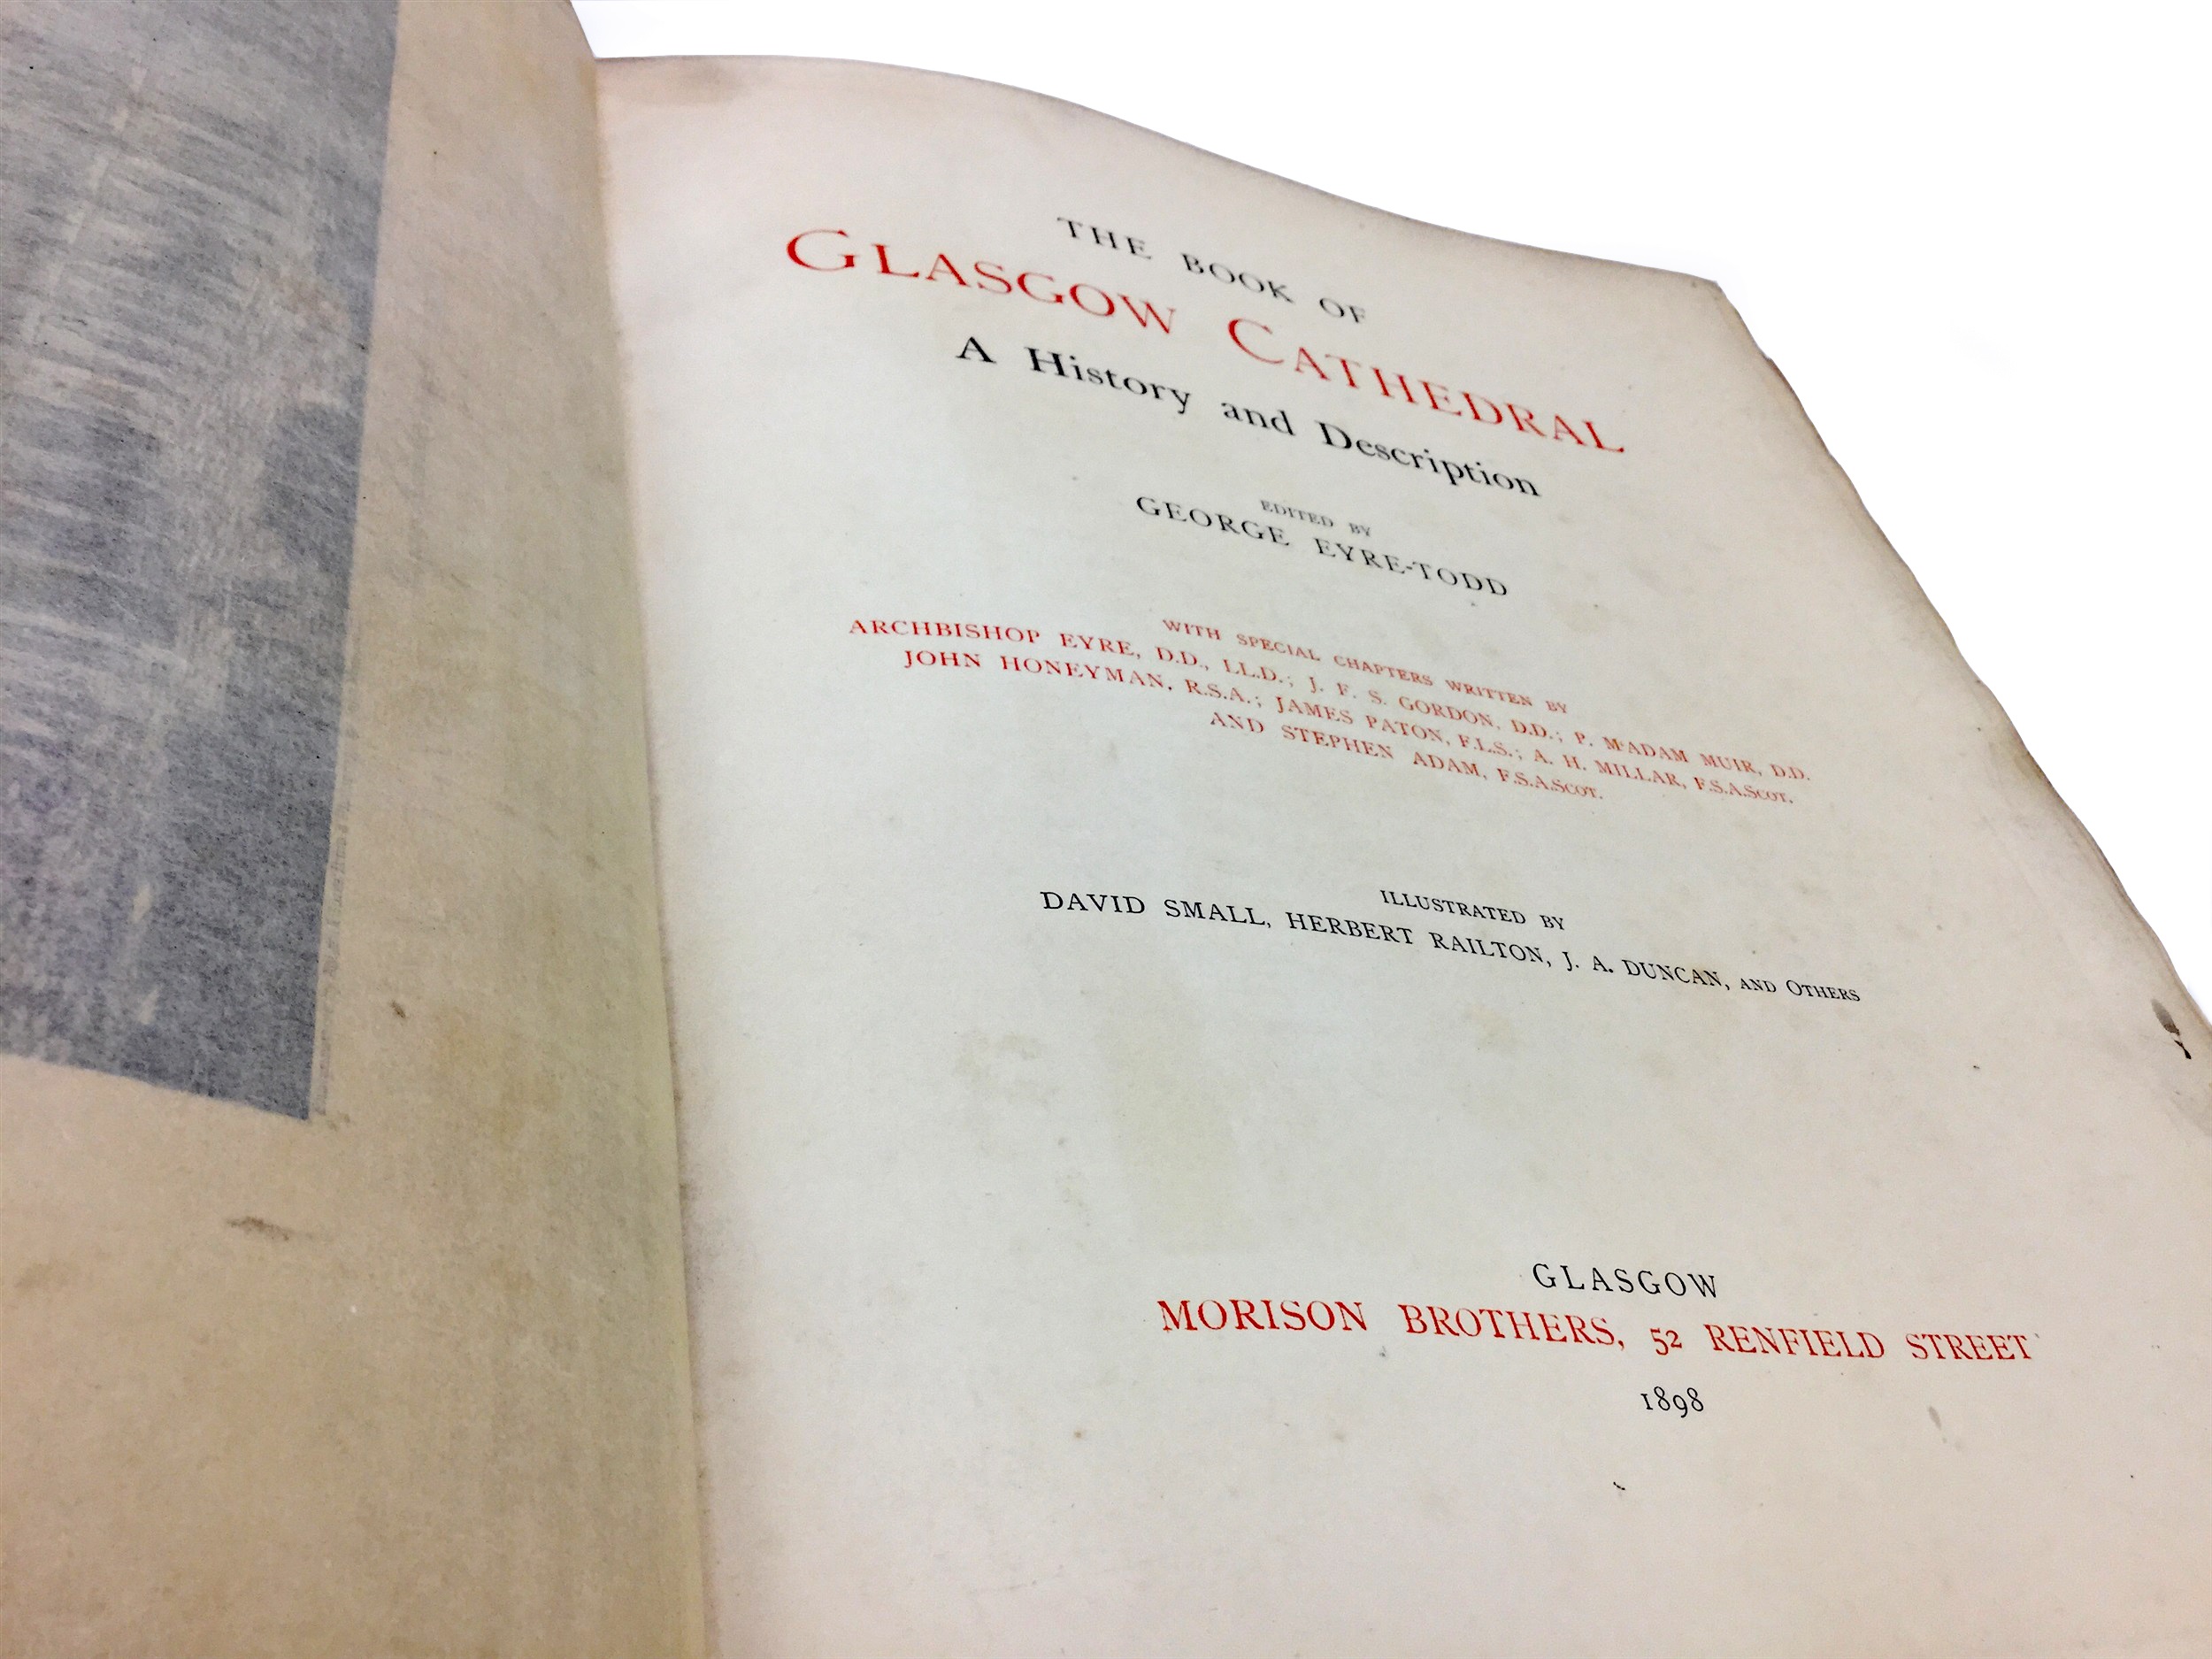 THE BOOK OF
GLASGOW CATHEDRAL
A History and Description
EDITED BY
GEORGE EYRE-TODD
WITH SPECIAL CHAPTERS WRITTEN BY
ARCHBISHOP EYRE, D.D., LL.D.; J. F. S. GORDON, D.D.; P. M‘ADAM MUIR, D.D.
JOHN HONEYMAN, R.S.A.; JAMES PATON, F.L.S.; A. H. MILLAR, F.S.A.SCOT.
AND STEPHEN ADAM, F.S.A.SCOT.
ILLUSTRATED BY
DAVID SMALL, HERBERT RAILTON, J. A. DUNCAN, AND OTHERS
GLASGOW
MORISON BROTHERS, 52 RENFIELD STREET
1898